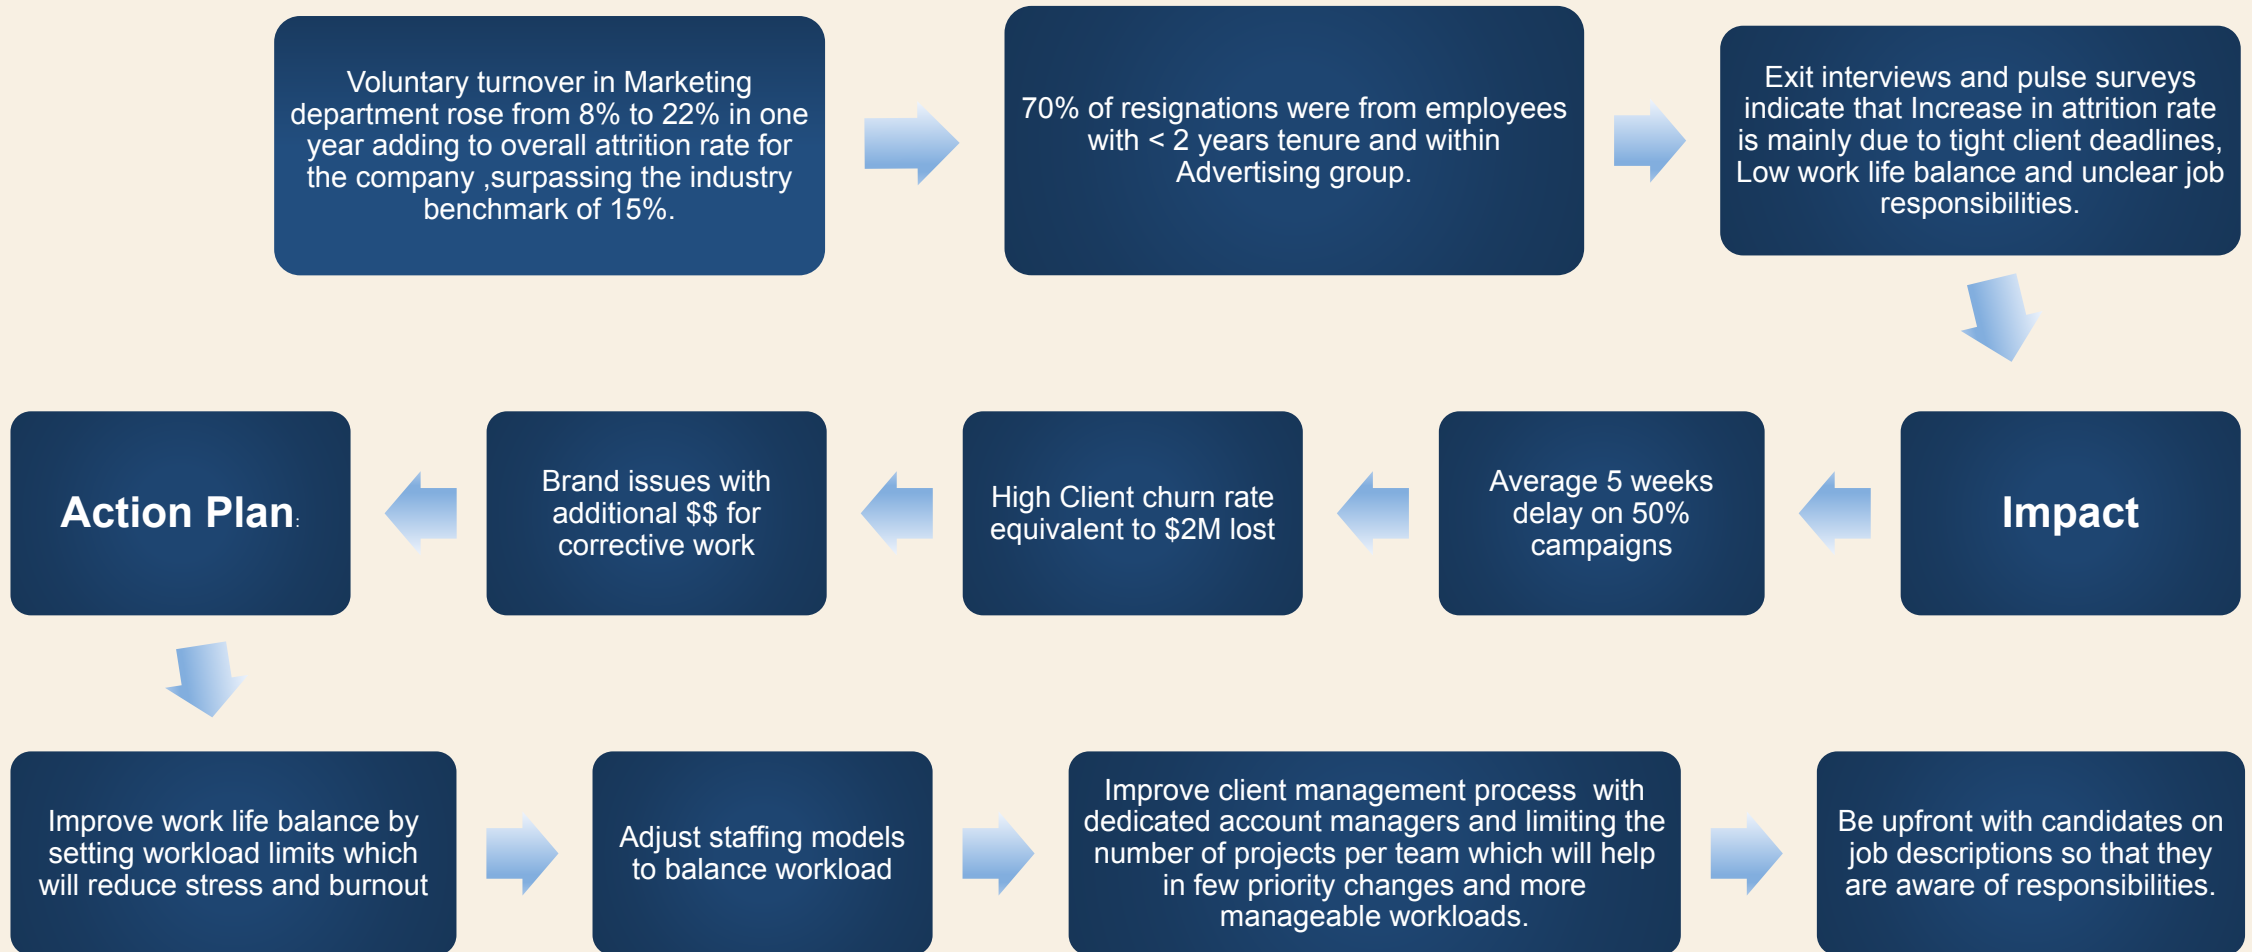 Voluntary turnover in Marketing
department rose from 8% to 22% in one
year adding to overall attrition rate for
the company ,surpassing the industry
benchmark of 15%.
70% of resignations were from employees
with < 2 years tenure and within
Advertising group.
Exit interviews and pulse surveys
indicate that Increase in attrition rate
is mainly due to tight client deadlines,
Low work life balance and unclear job
responsibilities.
Impact
Average 5 weeks
delay on 50%
campaigns
High Client churn rate
equivalent to $2M lost
Brand issues with
additional $$ for
corrective work
Action Plan:
Improve work life balance by
setting workload limits which
will reduce stress and burnout
Adjust staffing models
to balance workload
Improve client management process  with
dedicated account managers and limiting the
number of projects per team which will help
in few priority changes and more
manageable workloads.
Be upfront with candidates on
job descriptions so that they
are aware of responsibilities.